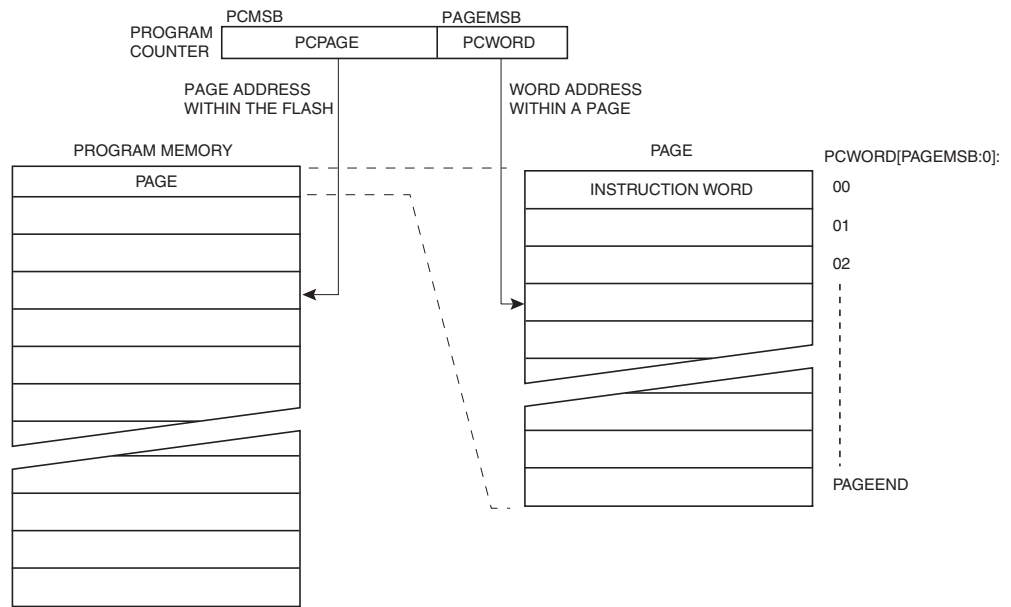 PCMSB
PAGEMSB
PROGRAM
COUNTER
PCPAGE
PCWORD
PAGE ADDRESS
WITHIN THE FLASH
WORD ADDRESS
WITHIN A PAGE
PROGRAM MEMORY
PAGE
PAGE
INSTRUCTION WORD
PCWORD[PAGEMSB:0]:
00
01
02
PAGEEND